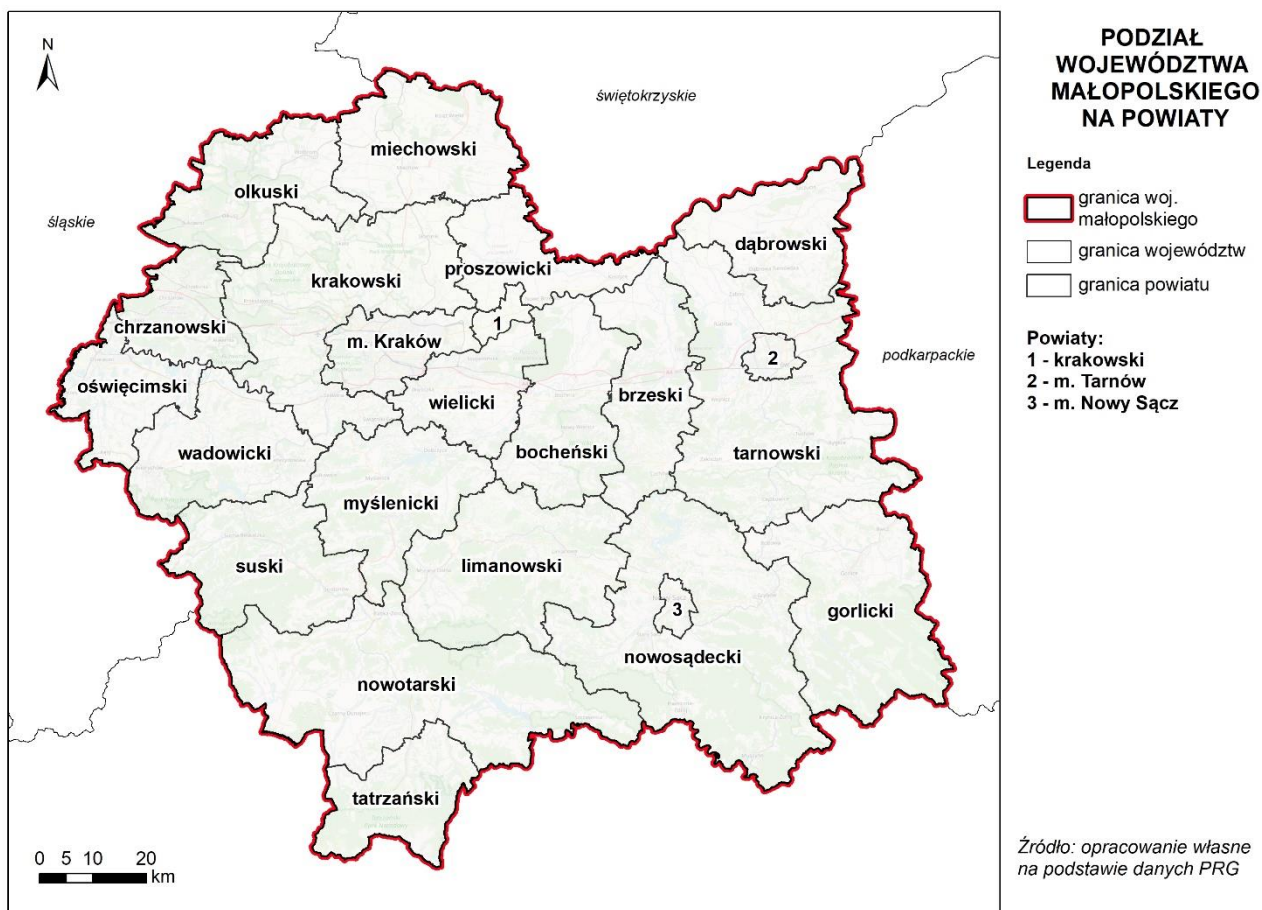 N
świętokrzyskie
śląskie
podkarpackie
miechowski
olkuski
dąbrowski
proszowicki
krakowski
chrzanowski
1
m. Kraków
2
oświęcimski
brzeski
wielicki
wadowicki
bocheński
tarnowski
myślenicki
suski
limanowski
3
gorlicki
nowosądecki
nowotarski
tatrzański
0 5 10 20
km
PODZIAŁ
WOJEWÓDZTWA
MAŁOPOLSKIEGO
NA POWIATY
Legenda
granica woj.
małopolskiego
granica województw
granica powiatu
Powiaty:
1 - krakowski
2 - m. Tarnów
3 - m. Nowy Sącz
Źródło: opracowanie własne
na podstawie danych PRG